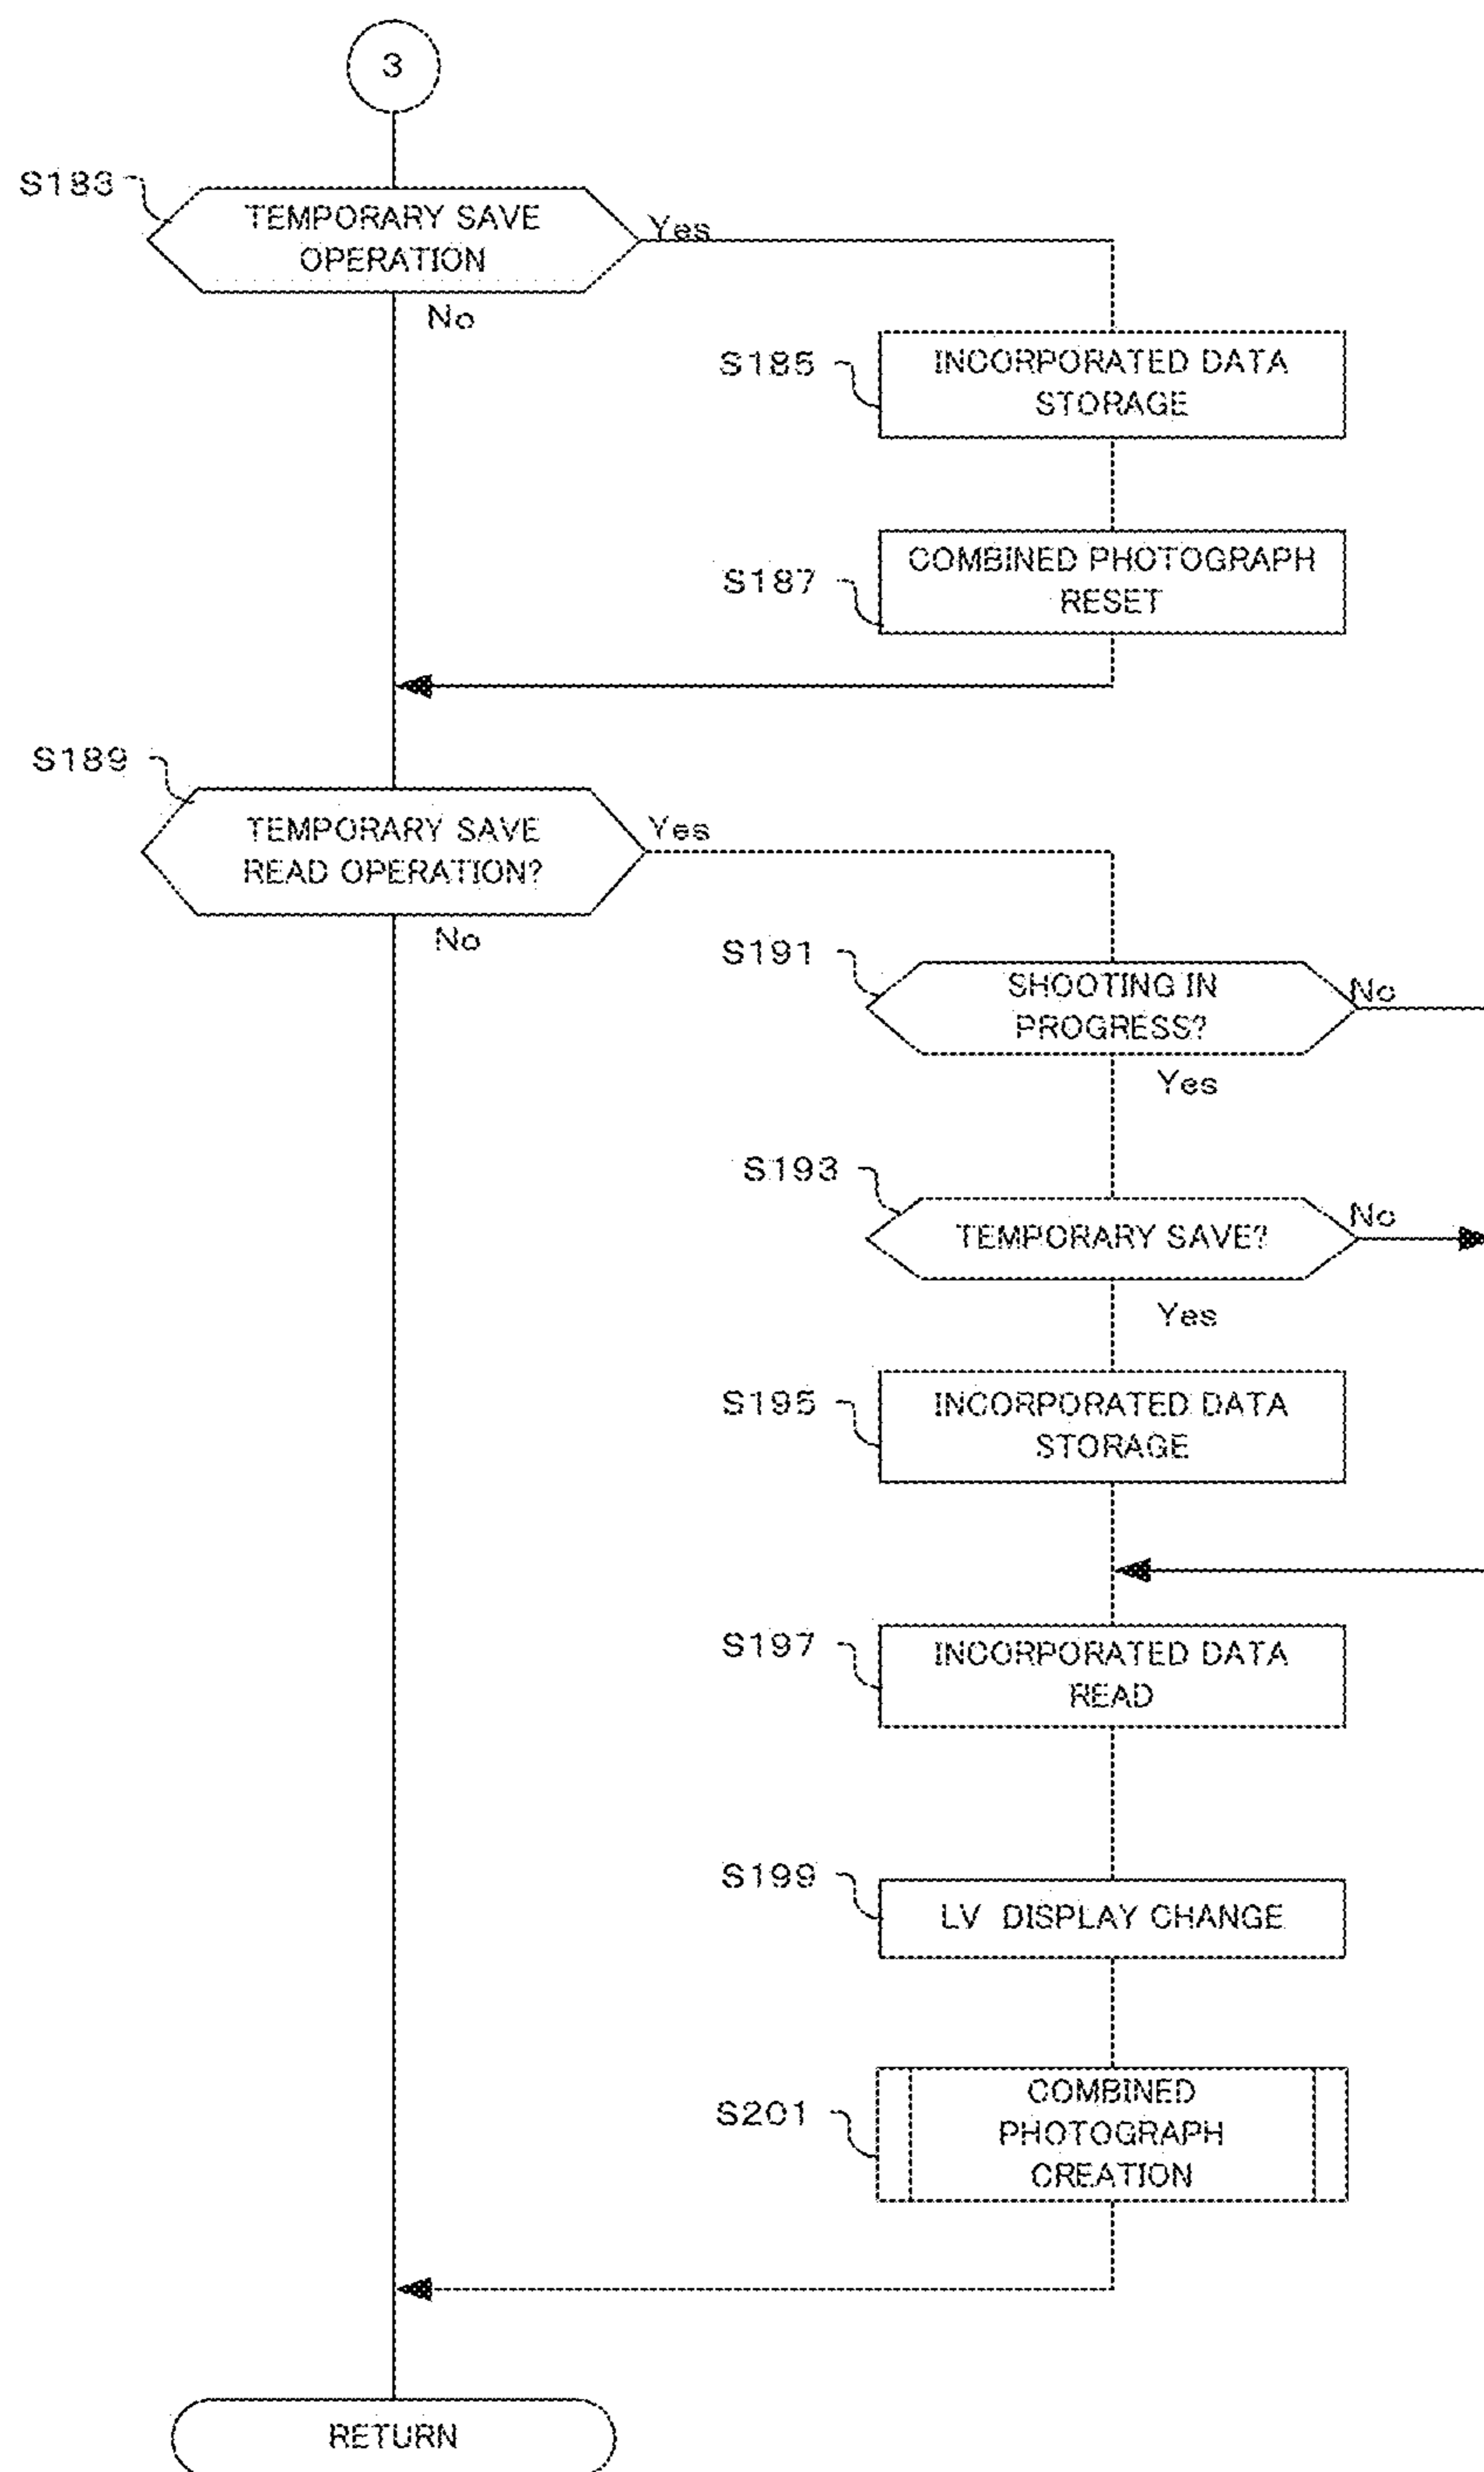 3
S183
TEMPORARY SAVE
OPERATION
Yes
No
S185
INCORPORATED DATA
STORAGE
S187
COMBINED PHOTOGRAPH
RESET
S189
TEMPORARY SAVE
READ OPERATION?
Yes
No
S191
SHOOTING IN
PROGRESS?
No
Yes
S193
TEMPORARY SAVE?
No
Yes
S195
INCORPORATED DATA
STORAGE
S197
INCORPORATED DATA
READ
S199
LV DISPLAY CHANGE
S201
COMBINED
PHOTOGRAPH
CREATION
RETURN